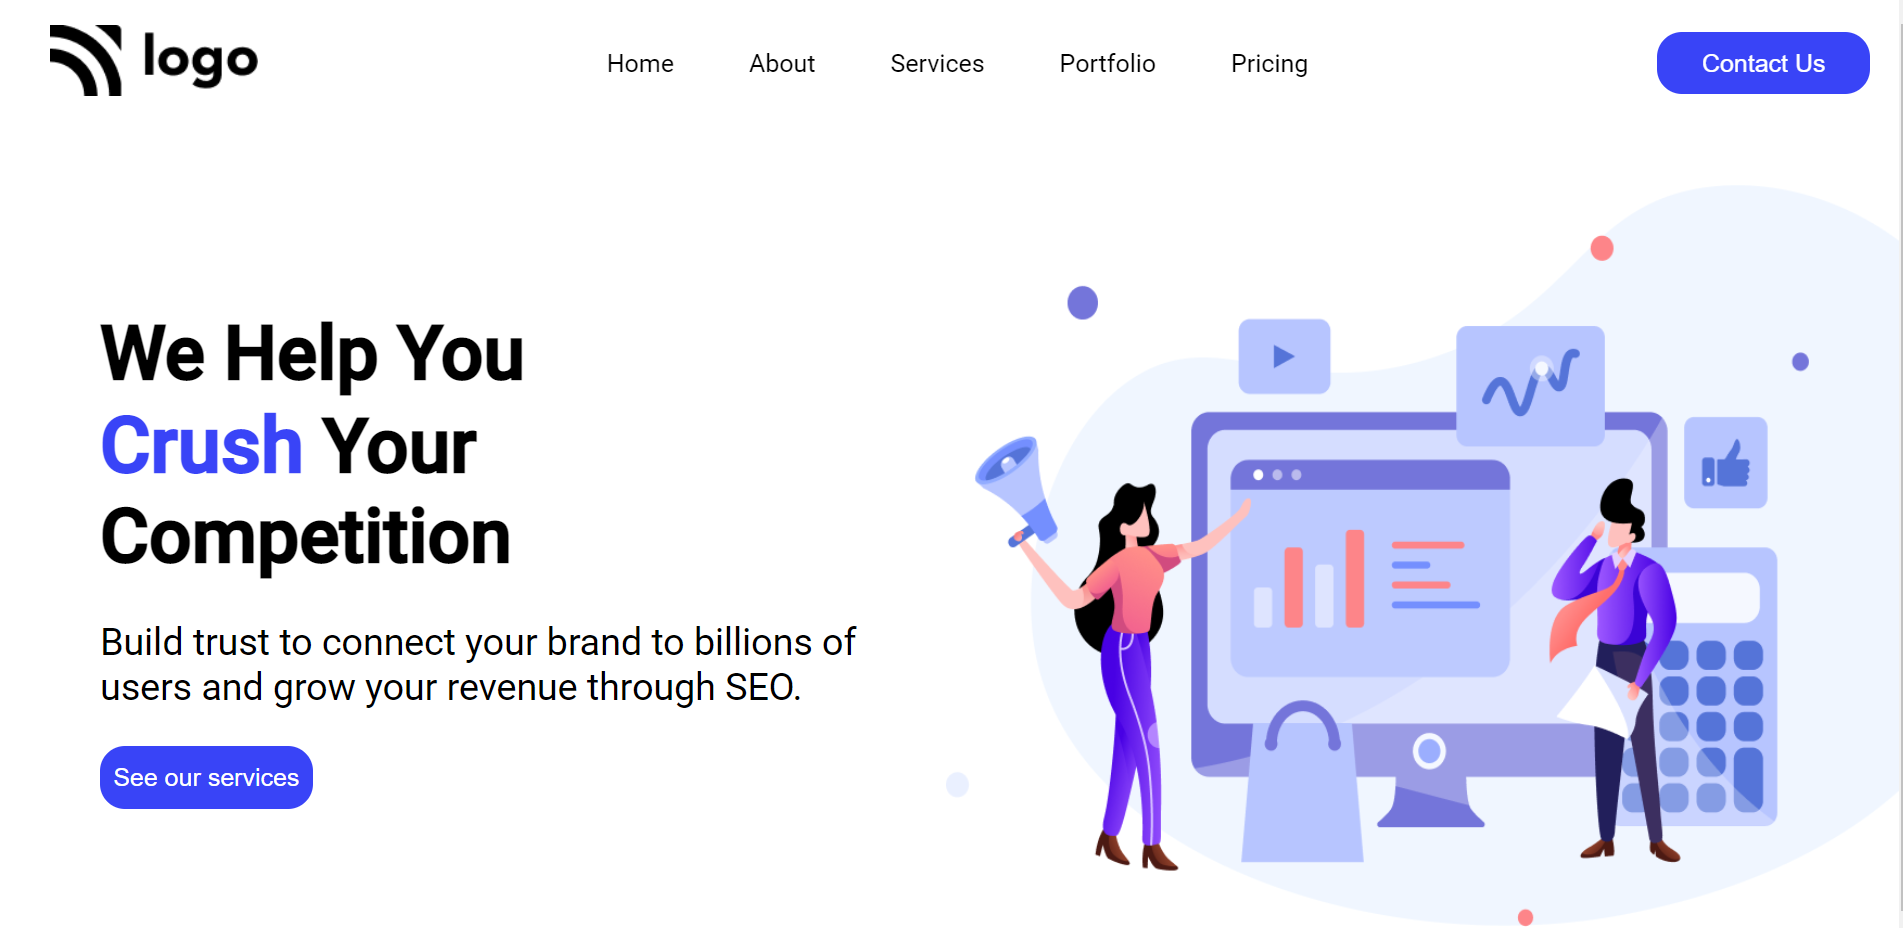 logo
Home About Services Portfolio Pricing
Contact Us
We Help You
Crush Your
Competition
Build trust to connect your brand to billions of
users and grow your revenue through SEO.
See our services